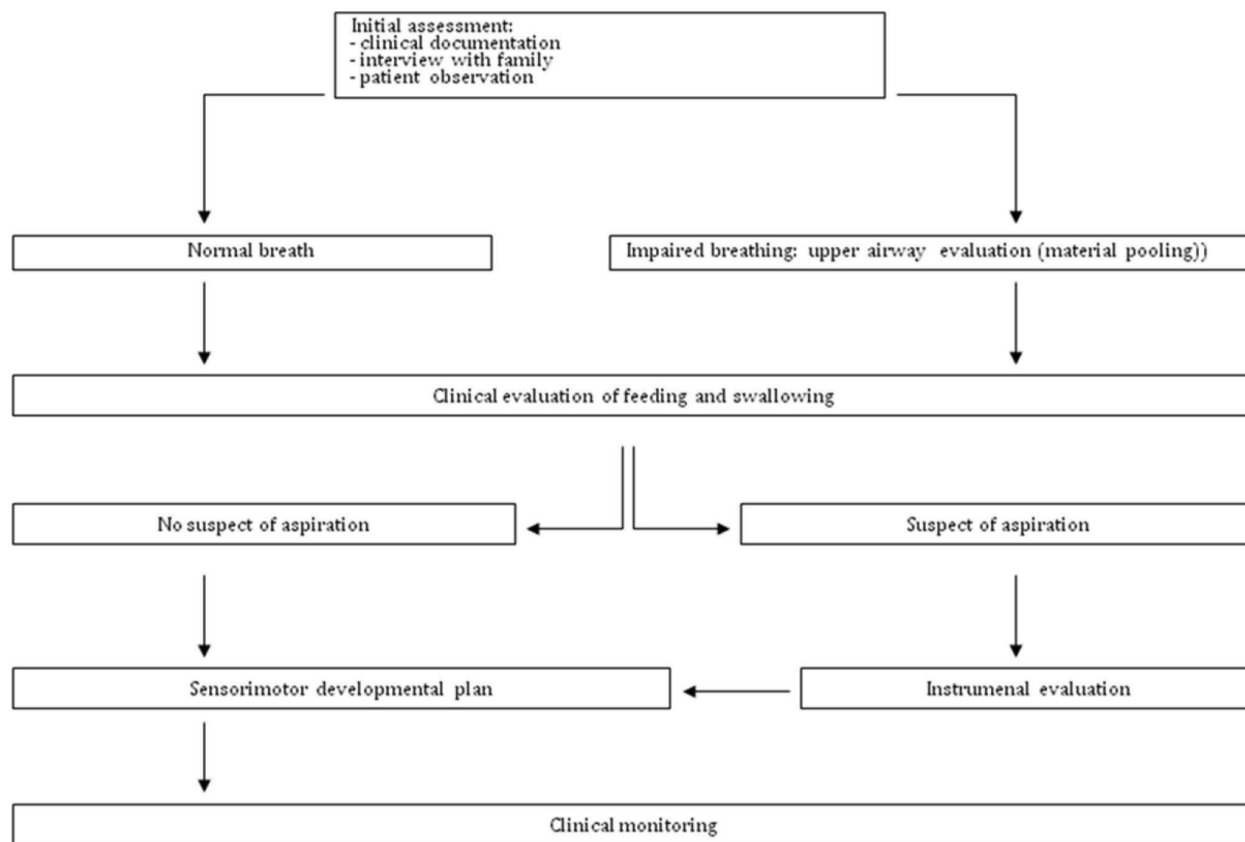 Initial assessment:
- clinical documentation
- interview with family
- patient observation
Normal breath
Impaired breathing: upper airway evaluation (material pooling))
Clinical evaluation of feeding and swallowing
No suspect of aspiration
Suspect of aspiration
Sensorimotor developmental plan
Instrumenal evaluation
Clinical monitoring